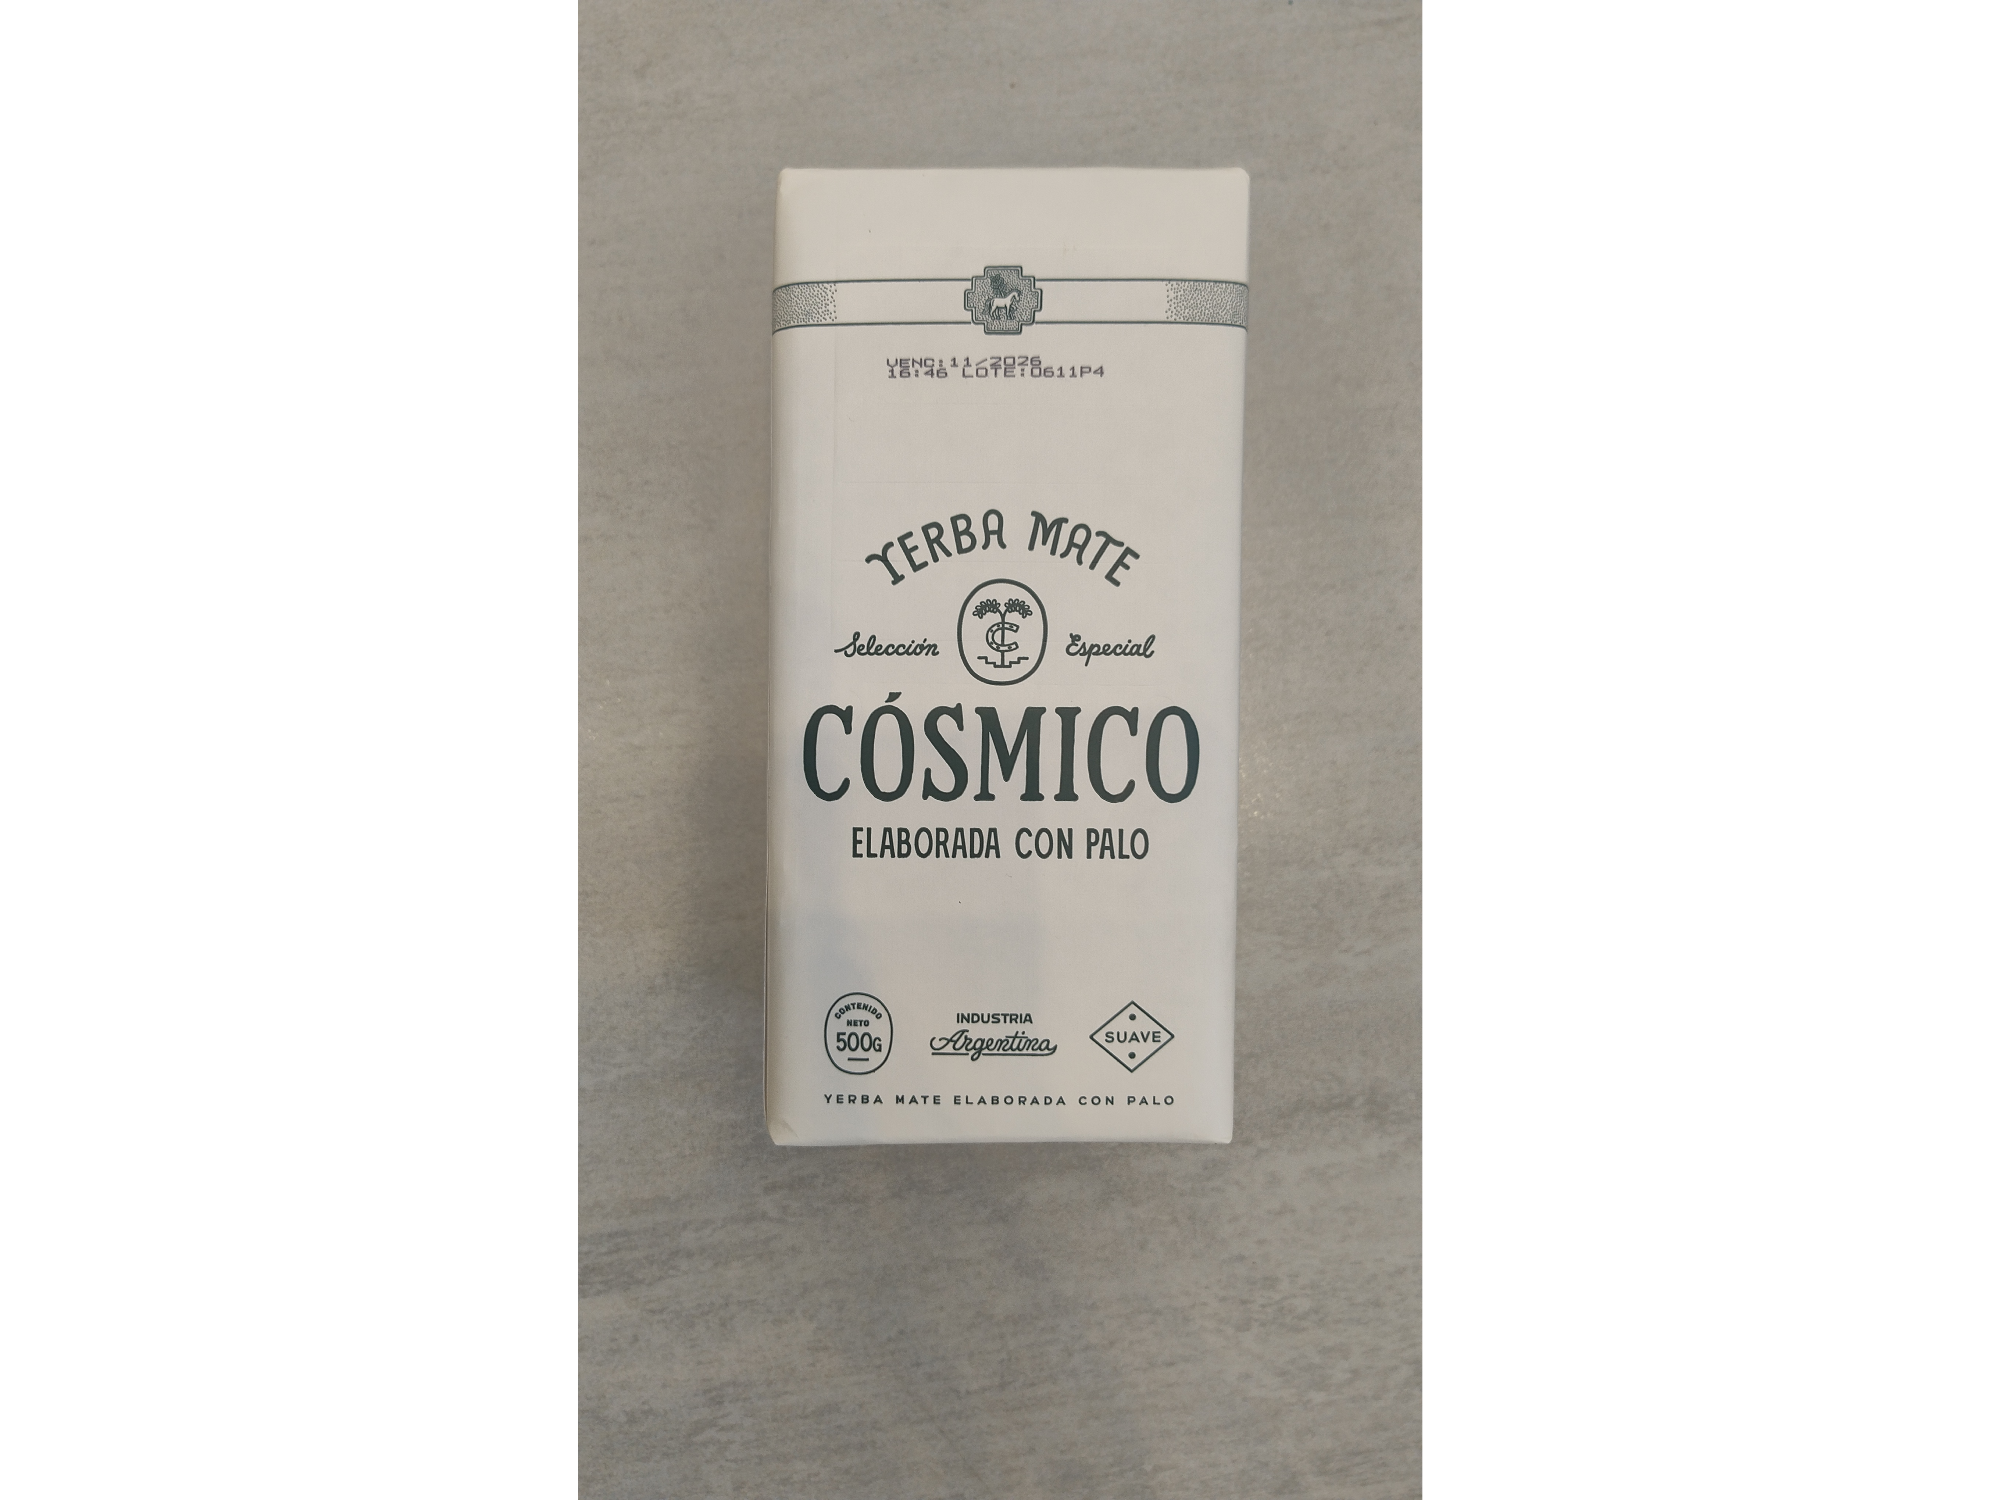 VENC:11/2026
16:46 LOTE:0611P4
YERBA MATE
Selección Especial
CÓSMICO
ELABORADA CON PALO
CONTENIDO
NETO
500G
INDUSTRIA
Argentina
SUAVE
YERBA MATE ELABORADA CON PALO